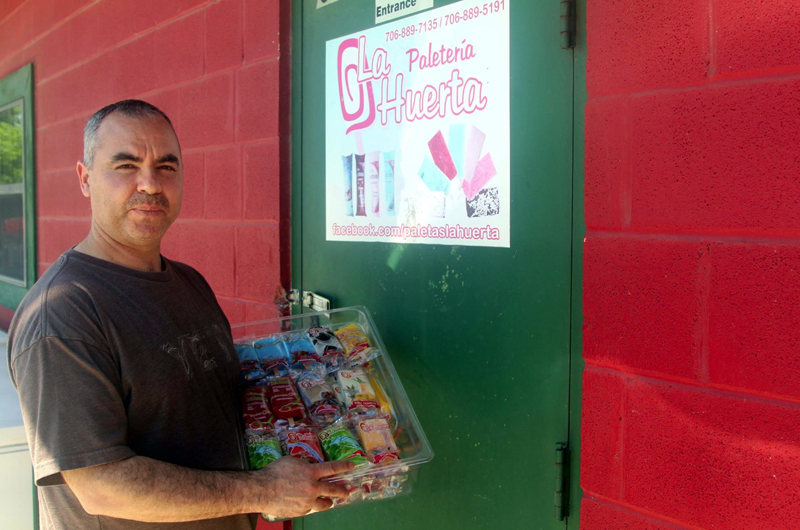 Entrance
706-889-7135 / 706-889-5191
La Paletería
Huerta
facebook.com/paletaslahuerta